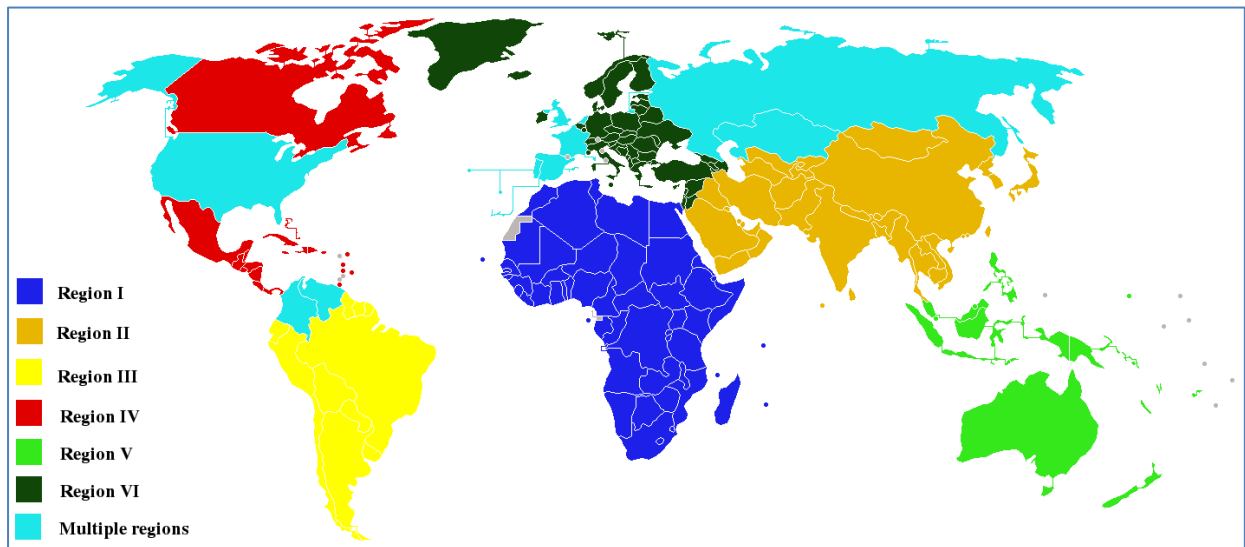 Region I
Region II
Region III
Region IV
Region V
Region VI
Multiple regions